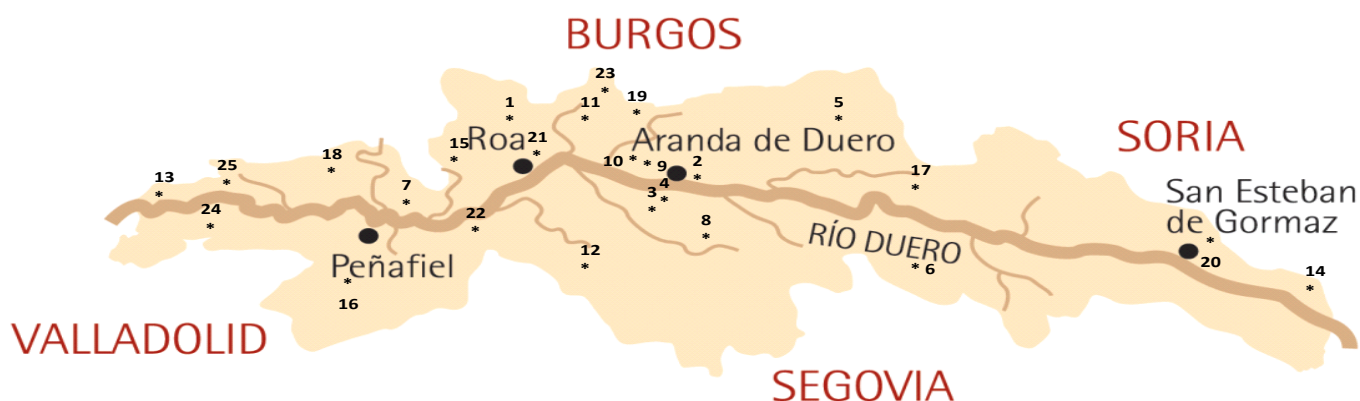 BURGOS
23
1
11
19
5
Roa
21
Aranda de Duero
SORIA
15
18
10
9
2
17
25
13
7
3
4
San Esteban
de Gormaz
24
22
8
RÍO DUERO
12
6
20
14
Peñafiel
16
VALLADOLID
SEGOVIA